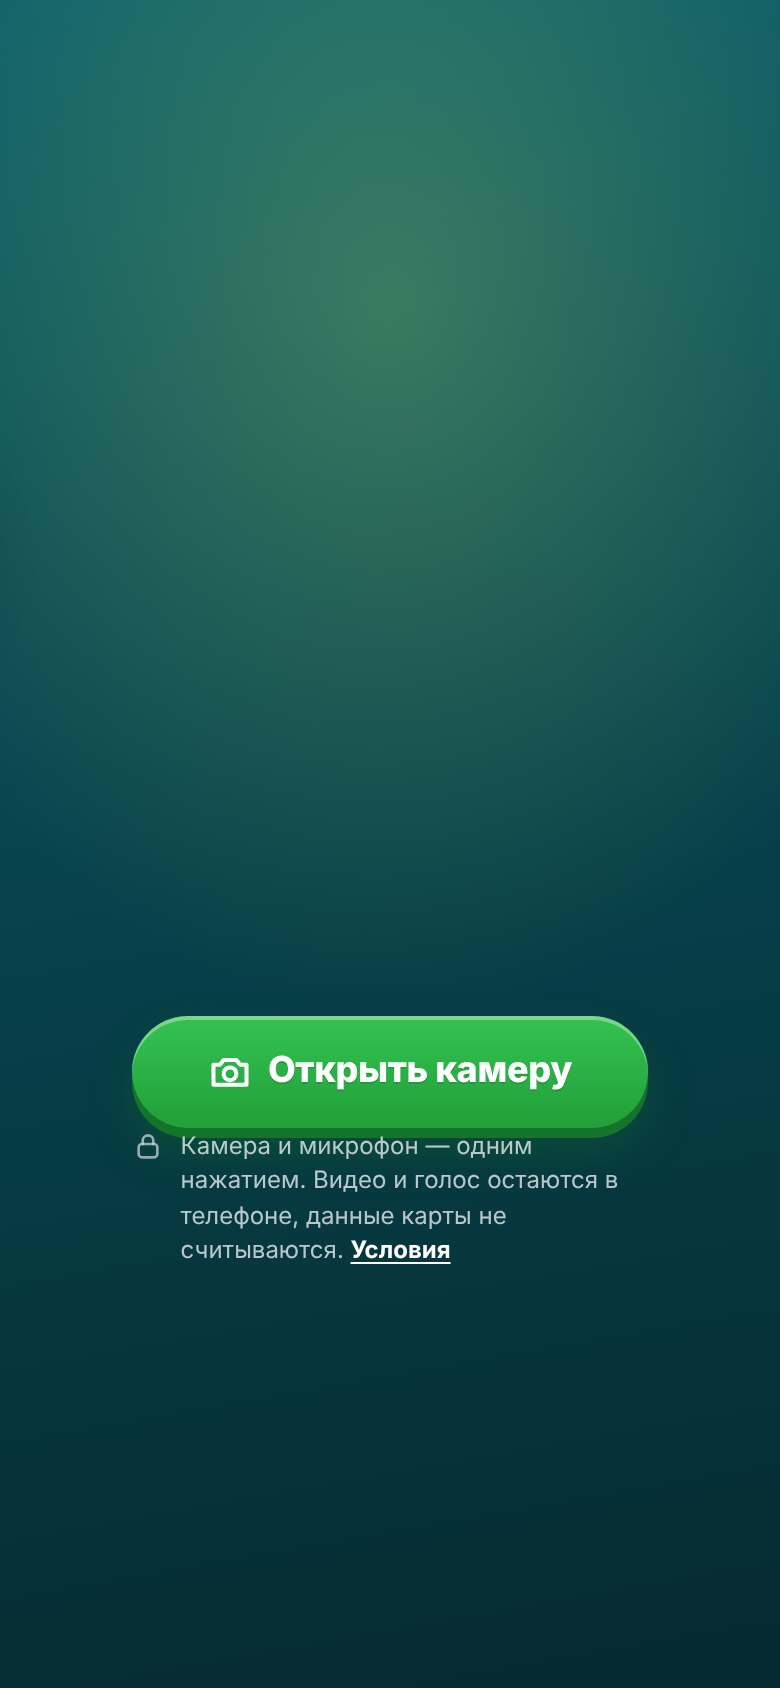 Открыть камеру
Камера и микрофон — одним
нажатием. Видео и голос остаются в
телефоне, данные карты не
считываются. Условия